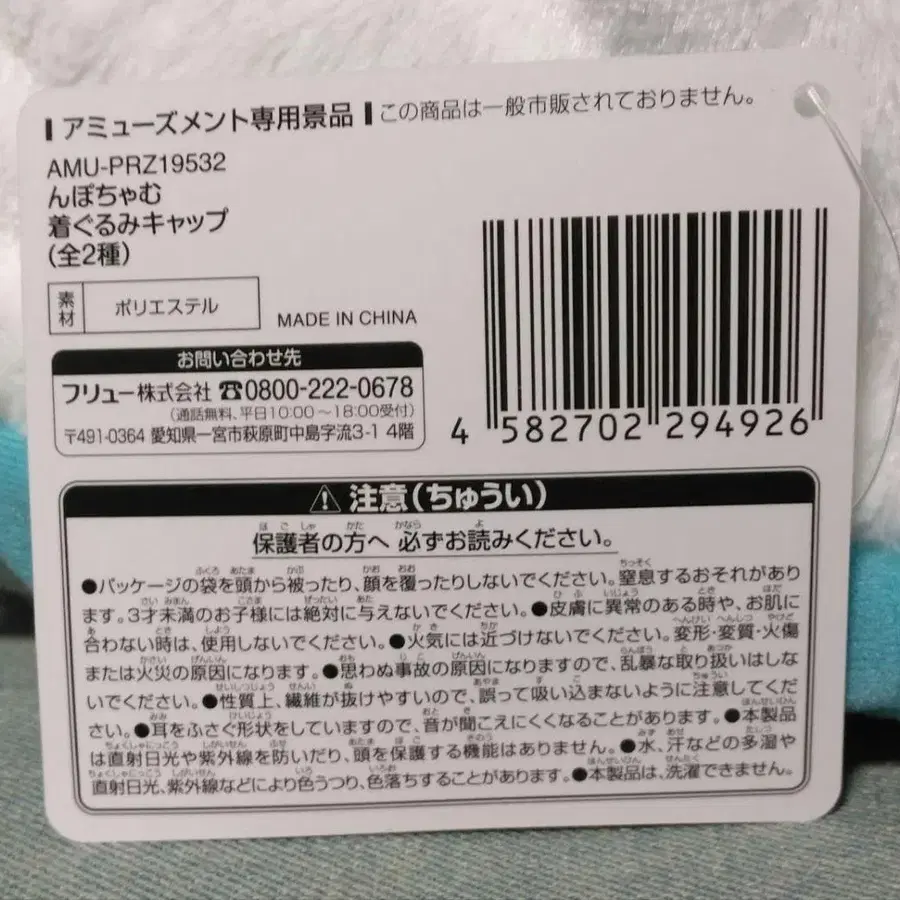 アミューズメント専用景品 この商品は一般市販されておりません。
AMU-PRZ19532
んぽちゃむ
着ぐるみキャップ
(全2種)
素材 ポリエステル
MADE IN CHINA
お問い合わせ先
フリュー株式会社 ☎0800-222-0678
(通話無料、平日10:00～18:00受付)
〒491-0364 愛知県一宮市萩原町中島字流3-1 4階
4 582702 294926
⚠注意(ちゅうい)
保護者の方へ 必ずお読みください。
●パッケージの袋を頭から被ったり、顔を覆ったりしないでください。窒息するおそれがあり
ます。3才未満のお子様には絶対に与えないでください。●皮膚に異常のある時や、お肌に
合わない時は、使用しないでください。●火気には近づけないでください。変形・変質・火傷
または火災の原因になります。●思わぬ事故の原因になりますので、乱暴な取り扱いはしな
いでください。●性質上、繊維が抜けやすいので、誤って吸い込まないように注意してくだ
さい。●耳をふさぐ形状をしていますので、音が聞こえにくくなることがあります。●本製品
は直射日光や紫外線を防いだり、頭を保護する機能はありません。●水、汗などの多湿や
直射日光、紫外線などにより色うつり、色落ちすることがあります。●本製品は、洗濯できません。